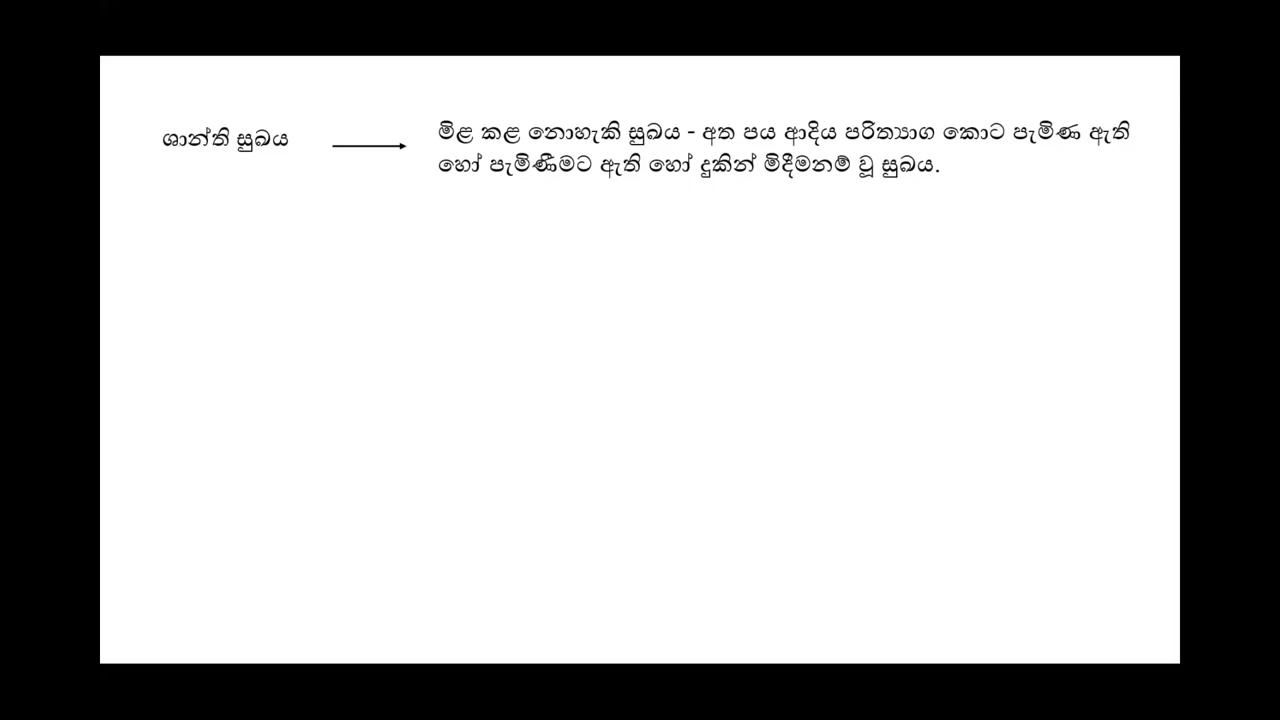 ශාන්ති සුඛය
මිළ කළ නොහැකි සුඛය - අත පය ආදිය පරිත්‍යාග කොට පැමිණ ඇති
හෝ පැමිණීමට ඇති හෝ දුකින් මිදීමනම් වූ සුඛය.